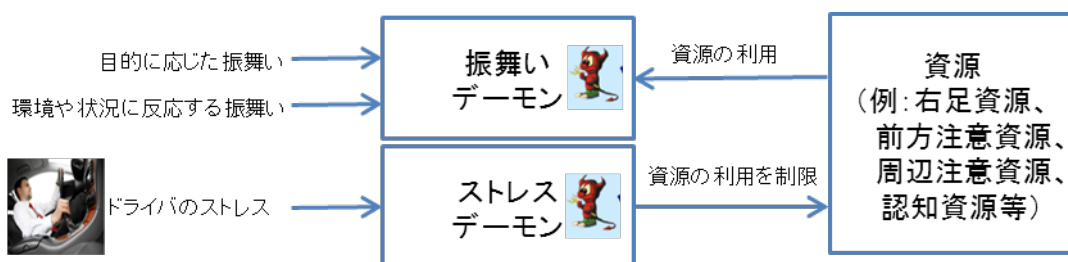 目的に応じた振舞い
環境や状況に反応する振舞い
ドライバのストレス
振舞い
デーモン
ストレス
デーモン
資源の利用
資源の利用を制限
資源
（例：右足資源、
前方注意資源、
周辺注意資源、
認知資源等）